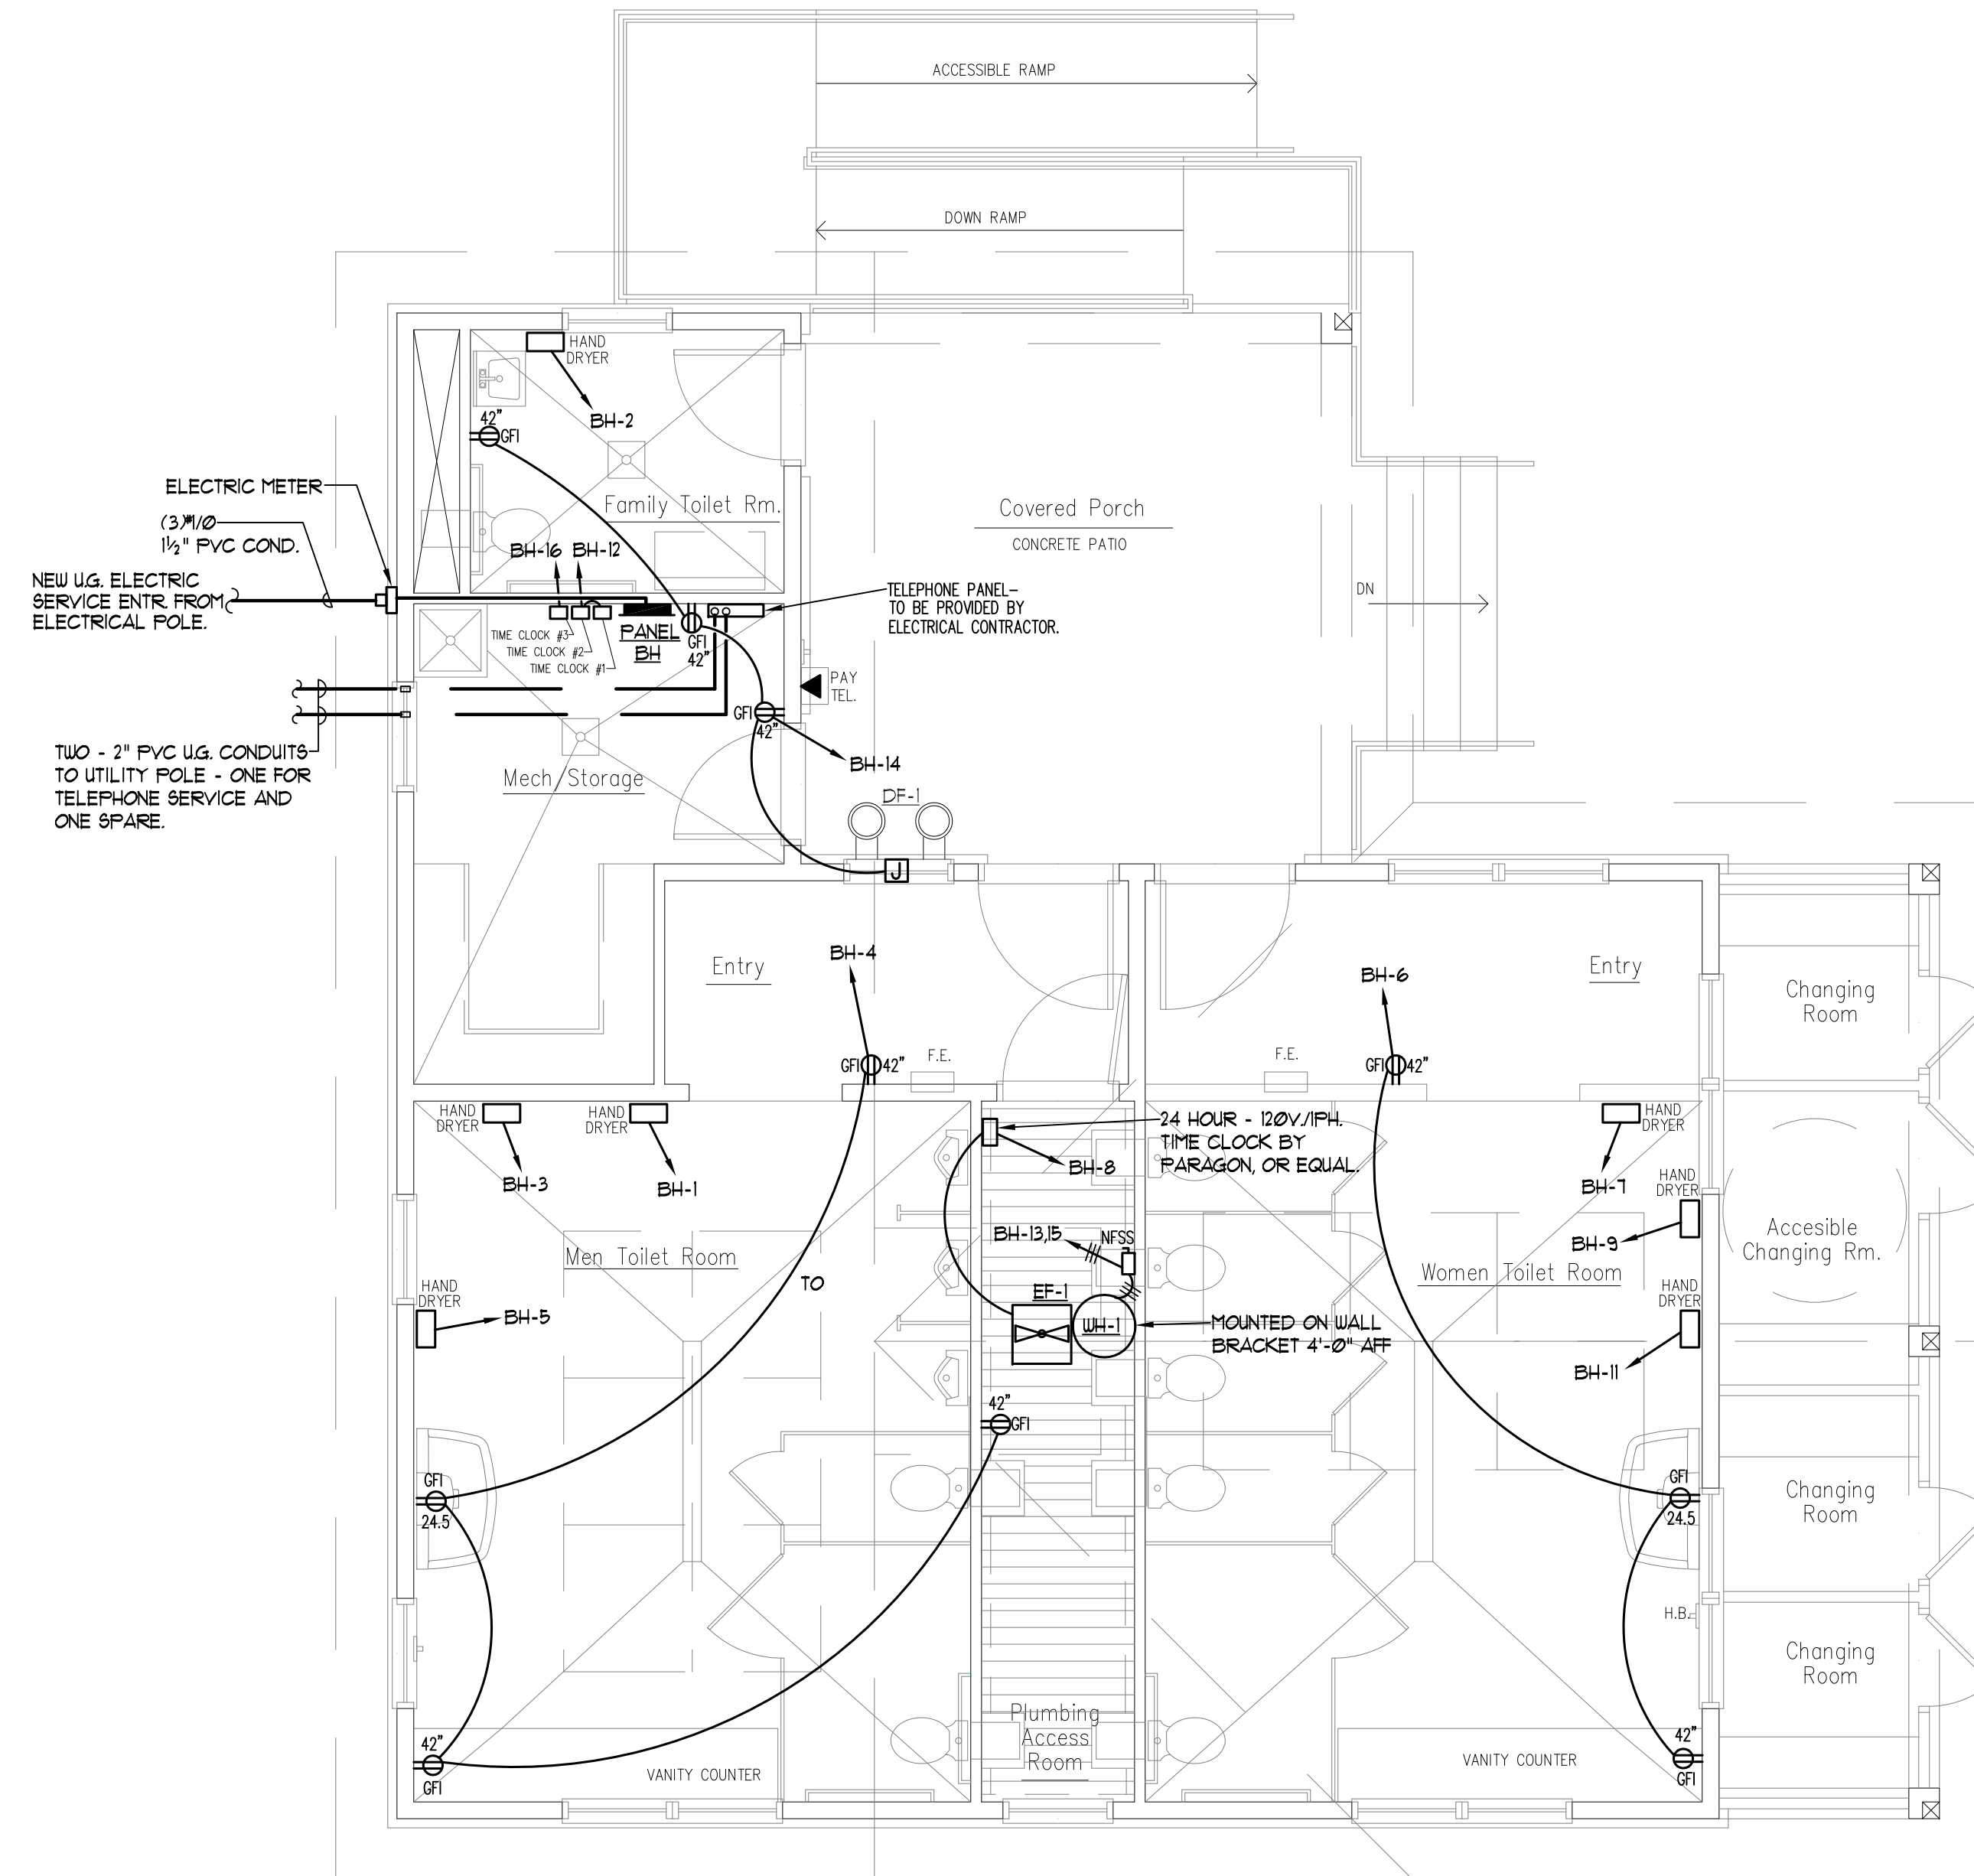 ACCESSIBLE RAMP
DOWN RAMP
HAND
DRYER
BH-2
42"
GFI
Family Toilet Rm.
Covered Porch
CONCRETE PATIO
ELECTRIC METER
(3)#1/0
1½" PVC COND.
NEW U.G. ELECTRIC
SERVICE ENTR. FROM
ELECTRICAL POLE.
BH-16
BH-12
TELEPHONE PANEL-
TO BE PROVIDED BY
ELECTRICAL CONTRACTOR.
DN
TIME CLOCK #3
TIME CLOCK #2
TIME CLOCK #1
PANEL
BH
GFI
42"
PAY
TEL.
GFI
42"
BH-14
TWO - 2" PVC U.G. CONDUITS
TO UTILITY POLE - ONE FOR
TELEPHONE SERVICE AND
ONE SPARE.
Mech/Storage
DF-1
J
Entry
BH-4
BH-6
Entry
Changing
Room
GFI 42"
F.E.
F.E.
GFI 42"
HAND
DRYER
BH-3
HAND
DRYER
BH-1
24 HOUR - 120V./1PH.
TIME CLOCK BY
PARAGON, OR EQUAL.
BH-8
HAND
DRYER
BH-7
HAND
DRYER
BH-9
Accesible
Changing Rm.
Men Toilet Room
TO
BH-13,15
NFSS
Women Toilet Room
HAND
DRYER
BH-5
EF-1
WH-1
MOUNTED ON WALL
BRACKET 4'-0" AFF
HAND
DRYER
BH-11
42"
GFI
GFI
24.5
GFI
24.5
Changing
Room
H.B.
Changing
Room
Plumbing
Access
Room
42"
GFI
VANITY COUNTER
VANITY COUNTER
42"
GFI